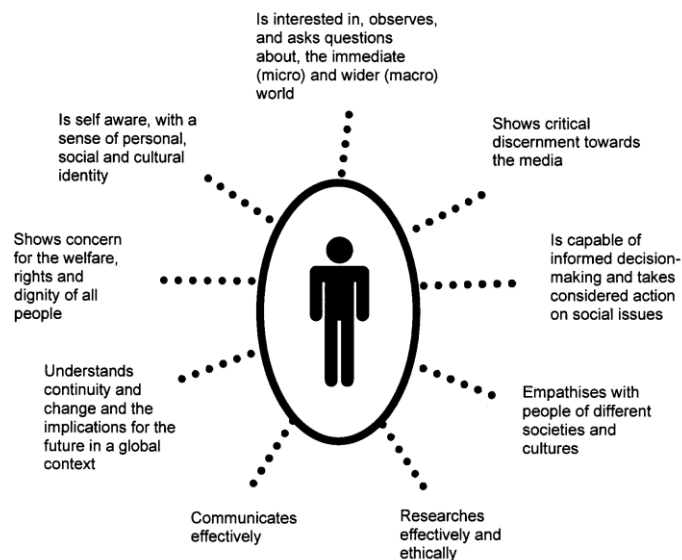 Is interested in, observes,
and asks questions
about, the immediate
(micro) and wider (macro)
world
Shows critical
discernment towards
the media
Is capable of
informed decision-
making and takes
considered action
on social issues
Empathises with
people of different
societies and
cultures
Researches
effectively and
ethically
Communicates
effectively
Understands
continuity and
change and the
implications for the
future in a global
context
Shows concern
for the welfare,
rights and
dignity of all
people
Is self aware, with a
sense of personal,
social and cultural
identity